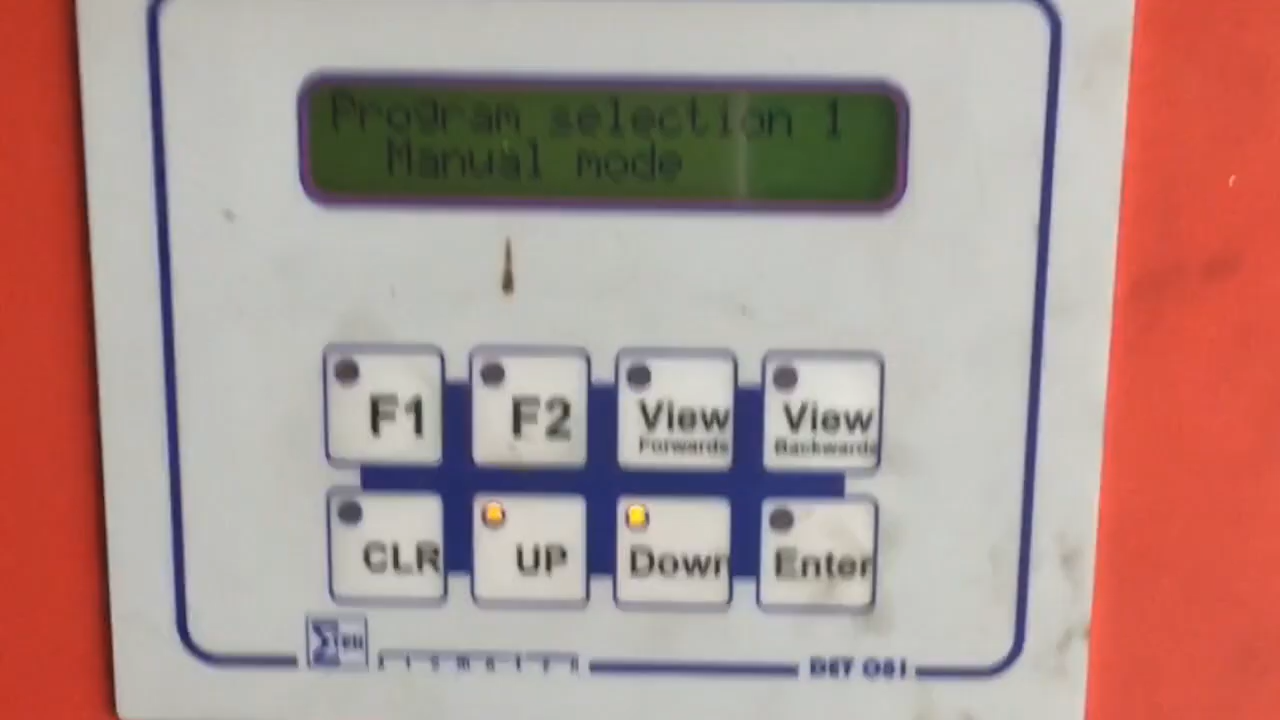 Program selection 1
Manual mode
F1
F2
View
Forwards
View
Backwards
CLR
UP
Down
Enter